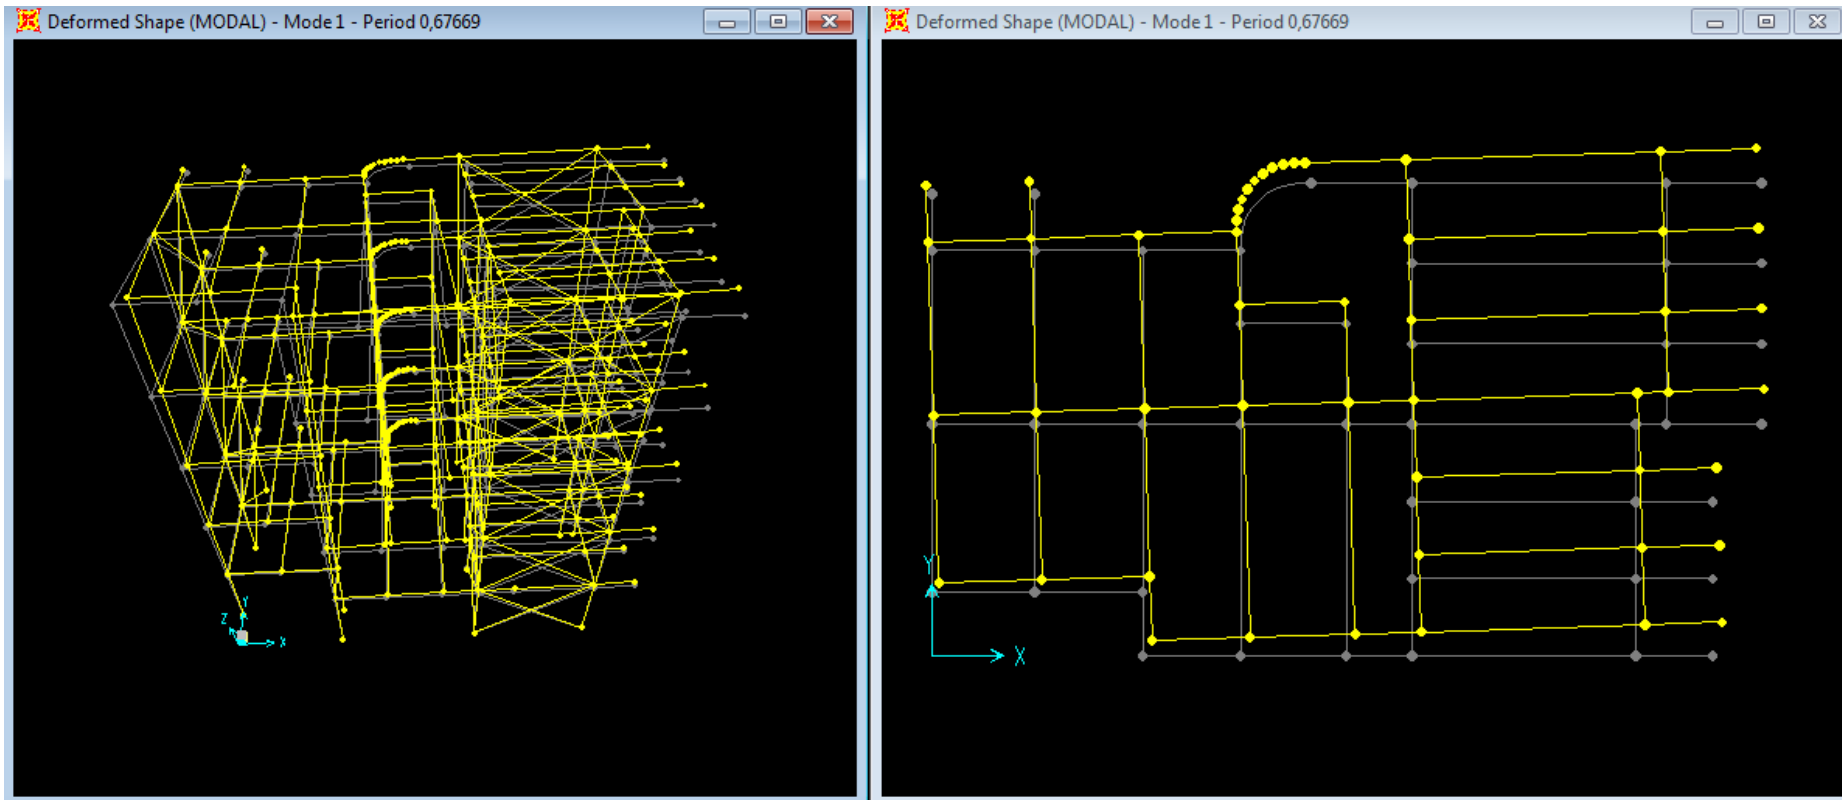 Deformed Shape (MODAL) - Mode 1 - Period 0,67669
Deformed Shape (MODAL) - Mode 1 - Period 0,67669
Y
Z
X
Y
X